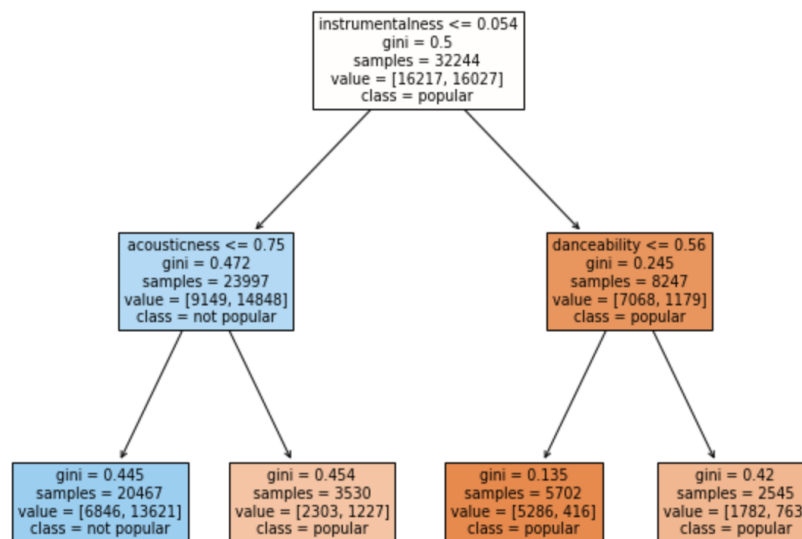 instrumentalness <= 0.054
gini = 0.5
samples = 32244
value = [16217, 16027]
class = popular
acousticness <= 0.75
gini = 0.472
samples = 23997
value = [9149, 14848]
class = not popular
danceability <= 0.56
gini = 0.245
samples = 8247
value = [7068, 1179]
class = popular
gini = 0.445
samples = 20467
value = [6846, 13621]
class = not popular
gini = 0.454
samples = 3530
value = [2303, 1227]
class = popular
gini = 0.135
samples = 5702
value = [5286, 416]
class = popular
gini = 0.42
samples = 2545
value = [1782, 763
class = popular